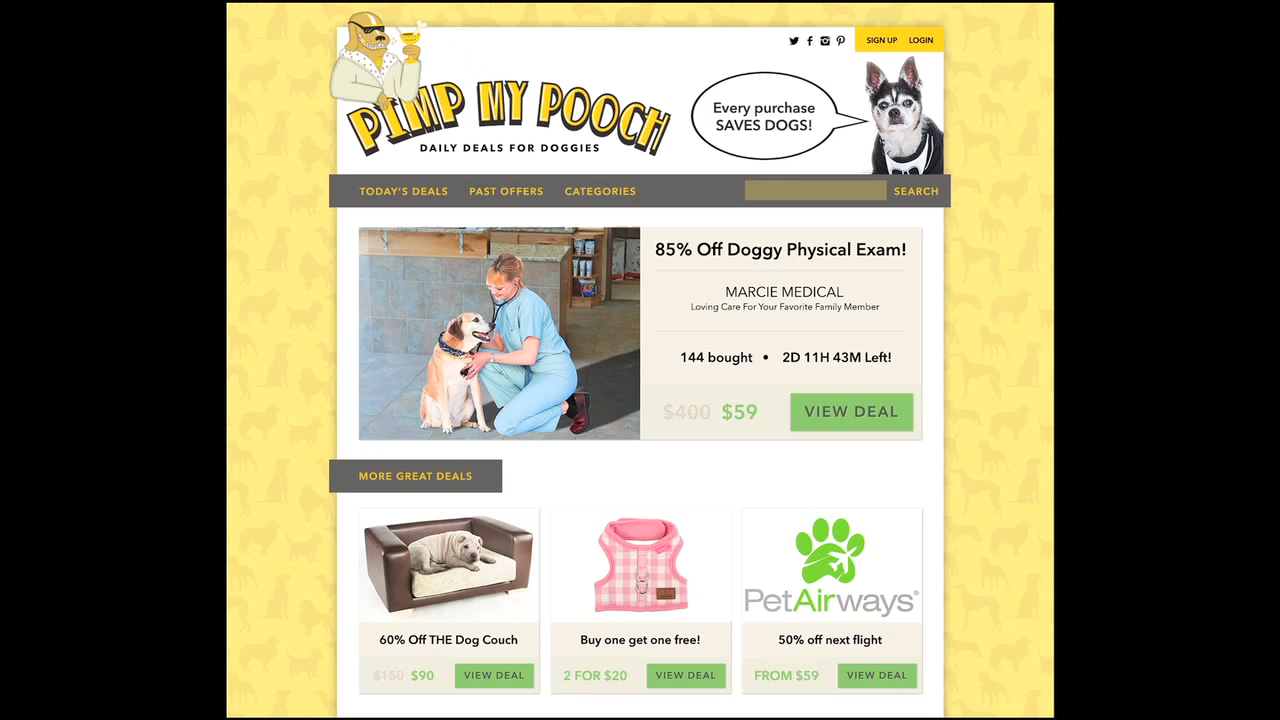 SIGN UP LOGIN
PIMP MY POOCH
DAILY DEALS FOR DOGGIES
Every purchase
SAVES DOGS!
TODAY'S DEALS PAST OFFERS CATEGORIES SEARCH
85% Off Doggy Physical Exam!
MARCIE MEDICAL
Loving Care For Your Favorite Family Member
144 bought • 2D 11H 43M Left!
$400 $59 VIEW DEAL
MORE GREAT DEALS
PetAirways®
60% Off THE Dog Couch
Buy one get one free!
50% off next flight
$150 $90 VIEW DEAL
2 FOR $20 VIEW DEAL
FROM $59 VIEW DEAL